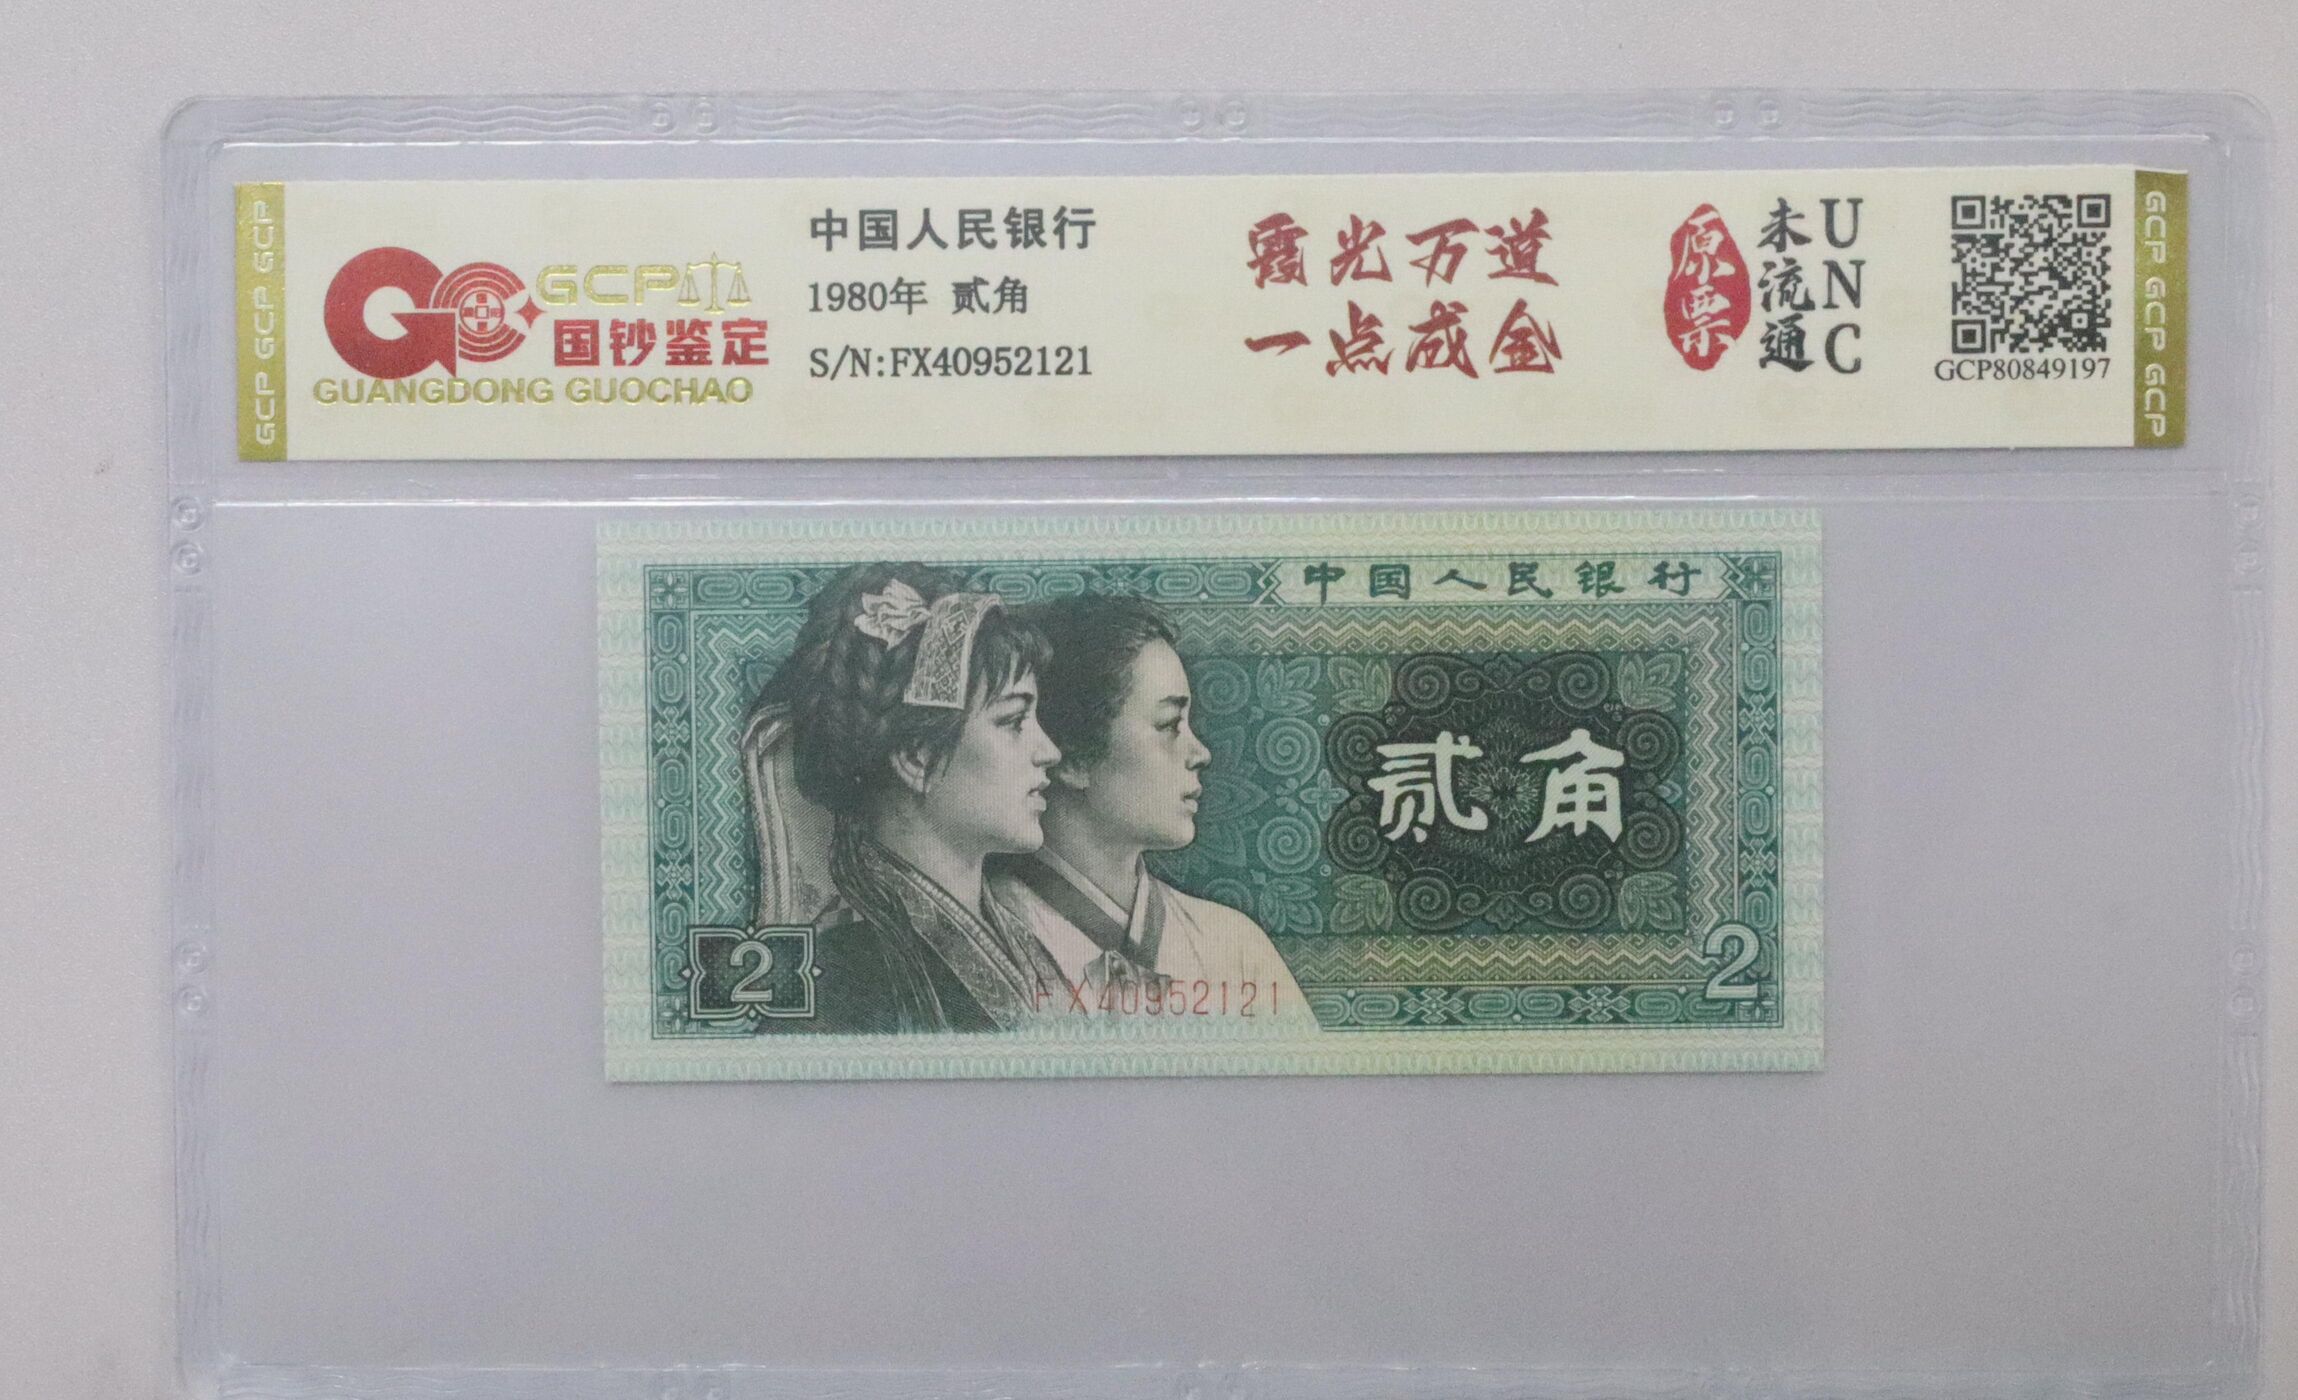 GCP GCP GCP
GCP
国钞鉴定
GUANGDONG GUOCHAO
中国人民银行
1980年 贰角
S/N:FX40952121
霞光万道
一点成金
原票
未流通
UNC
GCP80849197
GCP GCP GCP
中国人民银行
贰角
2
2
FX40952121